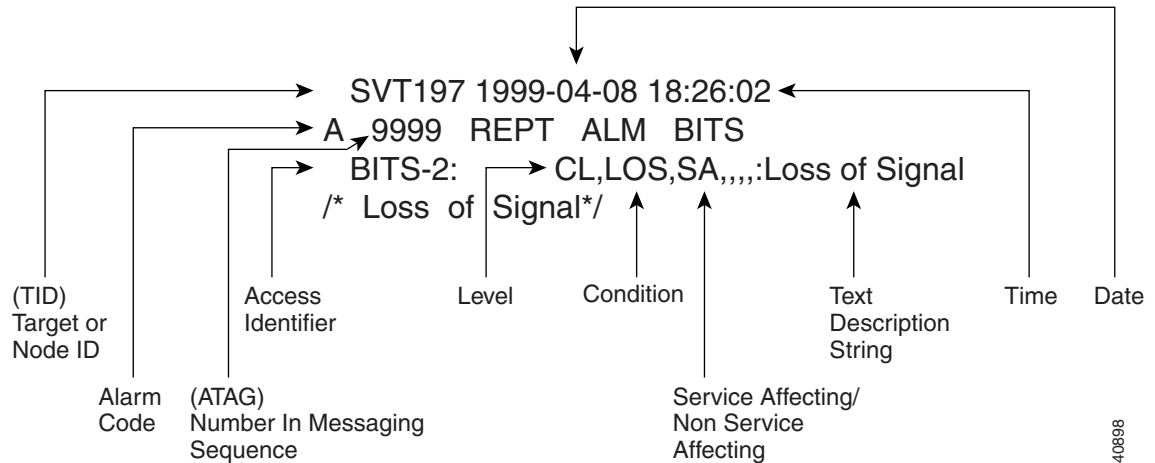 SVT197 1999-04-08 18:26:02
A 9999 REPT ALM BITS
BITS-2: CL,LOS,SA,,,,:Loss of Signal
/* Loss of Signal*/
(TID)
Target or
Node ID
Access
Identifier
Level
Condition
Text
Description
String
Time
Date
Alarm
Code
(ATAG)
Number In Messaging
Sequence
Service Affecting/
Non Service
Affecting
40898